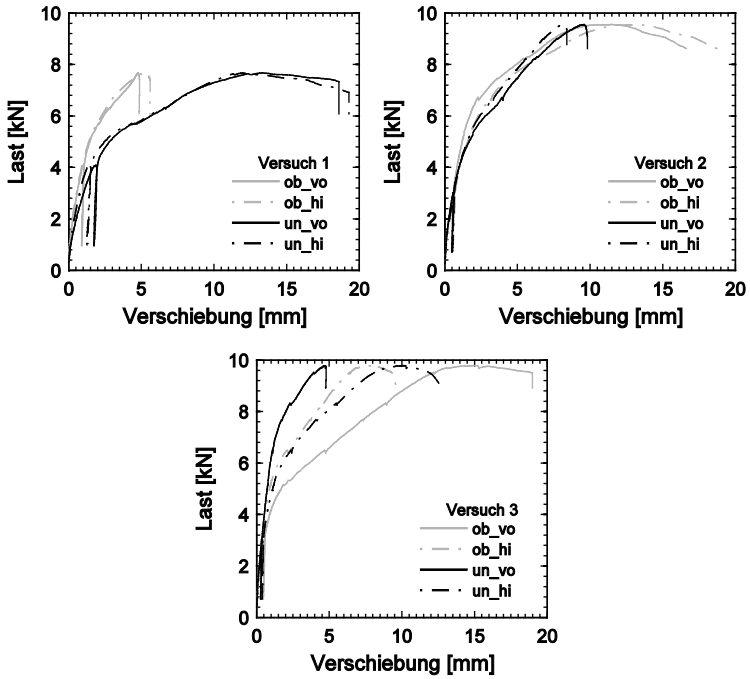 10
8
6
4
2
0
Last [kN]
Versuch 1
ob_vo
ob_hi
un_vo
un_hi
0 5 10 15 20
Verschiebung [mm]
10
8
6
4
2
0
Last [kN]
Versuch 2
ob_vo
ob_hi
un_vo
un_hi
0 5 10 15 20
Verschiebung [mm]
10
8
6
4
2
0
Last [kN]
Versuch 3
ob_vo
ob_hi
un_vo
un_hi
0 5 10 15 20
Verschiebung [mm]